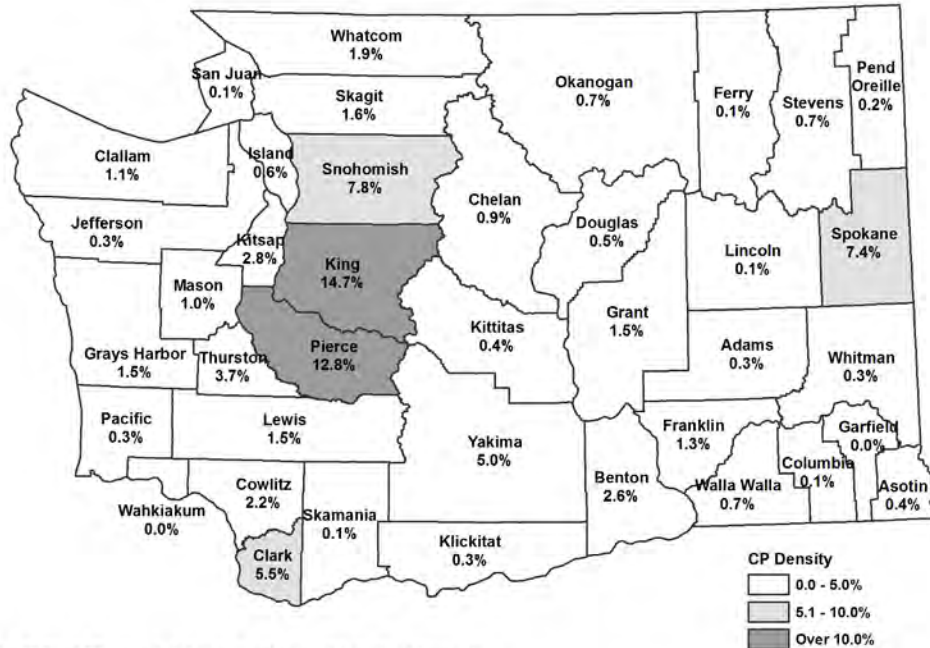 Whatcom
1.9%
San Juan
0.1%
Skagit
1.6%
Okanogan
0.7%
Ferry
0.1%
Stevens
0.7%
Pend
Oreille
0.2%
Clallam
1.1%
Island
0.6%
Snohomish
7.8%
Chelan
0.9%
Douglas
0.5%
Jefferson
0.3%
Kitsap
2.8%
King
14.7%
Lincoln
0.1%
Spokane
7.4%
Mason
1.0%
Grays Harbor
1.5%
Thurston
3.7%
Pierce
12.8%
Kittitas
0.4%
Grant
1.5%
Adams
0.3%
Whitman
0.3%
Pacific
0.3%
Lewis
1.5%
Yakima
5.0%
Franklin
1.3%
Garfield
0.0%
Wahkiakum
0.0%
Cowlitz
2.2%
Skamania
0.1%
Benton
2.6%
Walla Walla
0.7%
Columbia
0.1%
Asotin
0.4%
Clark
5.5%
Klickitat
0.3%
CP Density
0.0 - 5.0%
5.1 - 10.0%
Over 10.0%